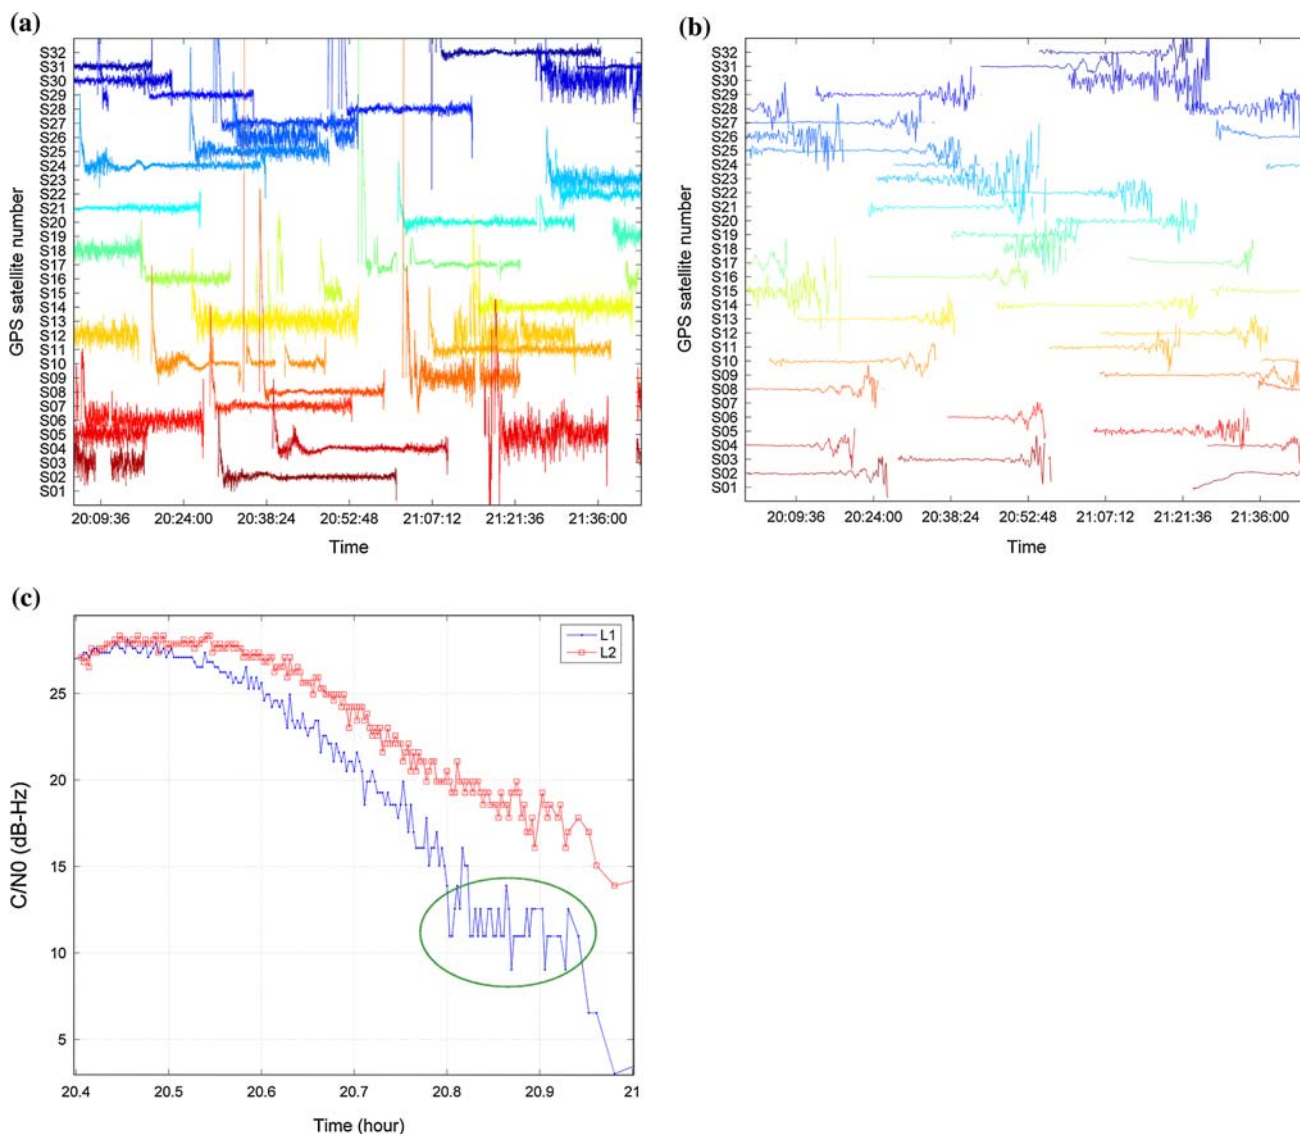 (a)
GPS satellite number
S32
S31
S30
S29
S28
S27
S26
S25
S24
S23
S22
S21
S20
S19
S18
S17
S16
S15
S14
S13
S12
S11
S10
S09
S08
S07
S06
S05
S04
S03
S02
S01
20:09:36 20:24:00 20:38:24 20:52:48 21:07:12 21:21:36 21:36:00
Time
(b)
GPS satellite number
S32
S31
S30
S29
S28
S27
S26
S25
S24
S23
S22
S21
S20
S19
S18
S17
S16
S15
S14
S13
S12
S11
S10
S09
S08
S07
S06
S05
S04
S03
S02
S01
20:09:36 20:24:00 20:38:24 20:52:48 21:07:12 21:21:36 21:36:00
Time
(c)
C/N0 (dB-Hz)
25
20
15
10
5
L1
L2
20.4 20.5 20.6 20.7 20.8 20.9 21
Time (hour)